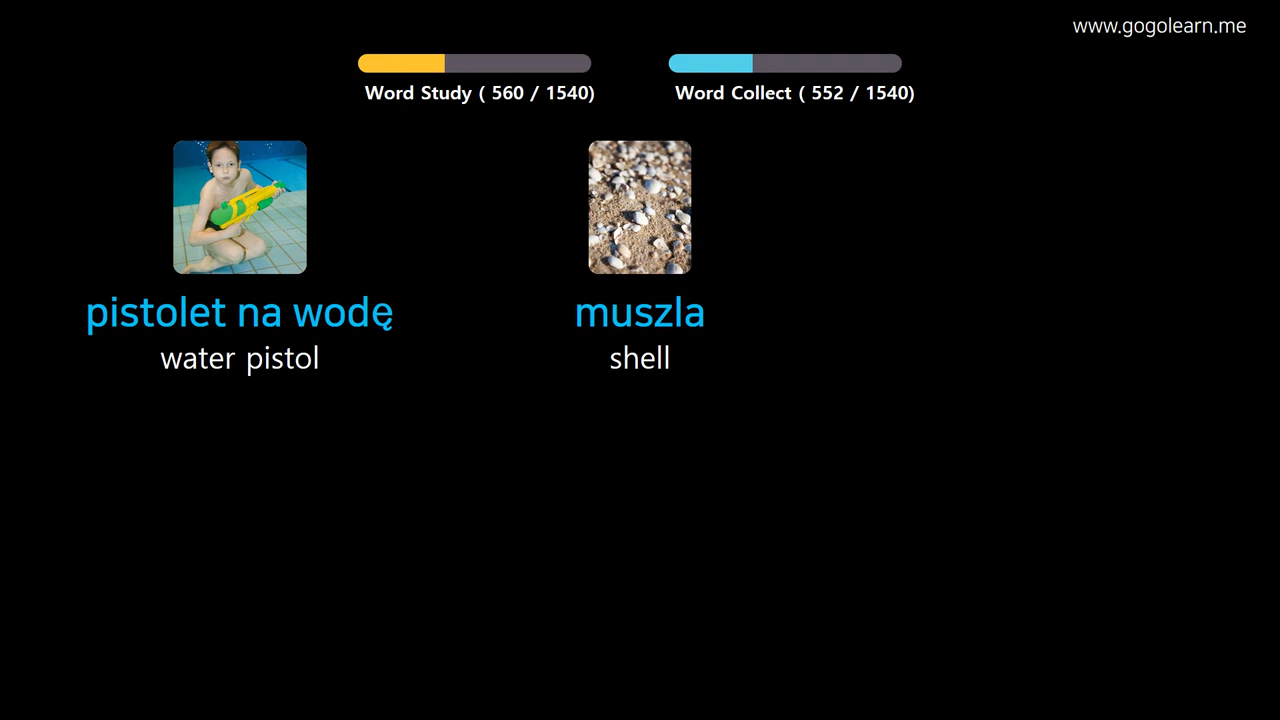 www.gogolearn.me
Word Study ( 560 / 1540)
Word Collect ( 552 / 1540)
pistolet na wodę
water pistol
muszla
shell